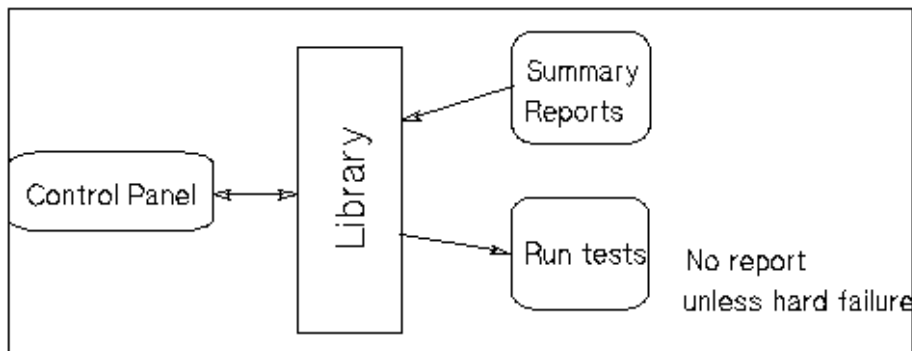 Summary
Reports
Control Panel
Library
Run tests
No report
unless hard failure